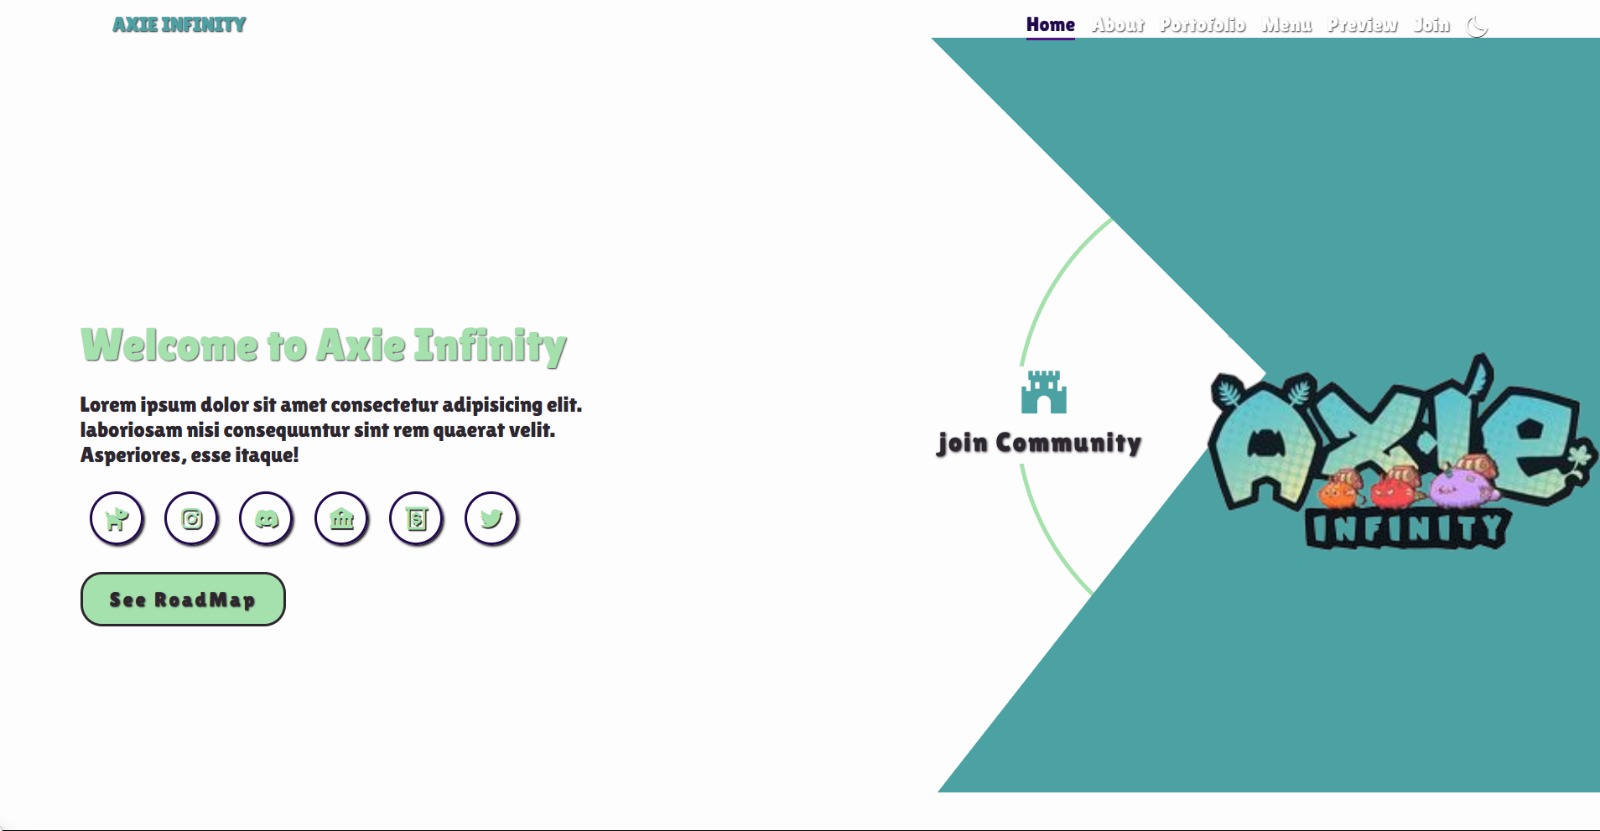 AXIE INFINITY
Home About Portofolio Menu Preview Join
Welcome to Axie Infinity
Lorem ipsum dolor sit amet consectetur adipisicing elit.
laboriosam nisi consequuntur sint rem quaerat velit.
Asperiores, esse itaque!
$
See RoadMap
join Community
AXIE
INFINITY